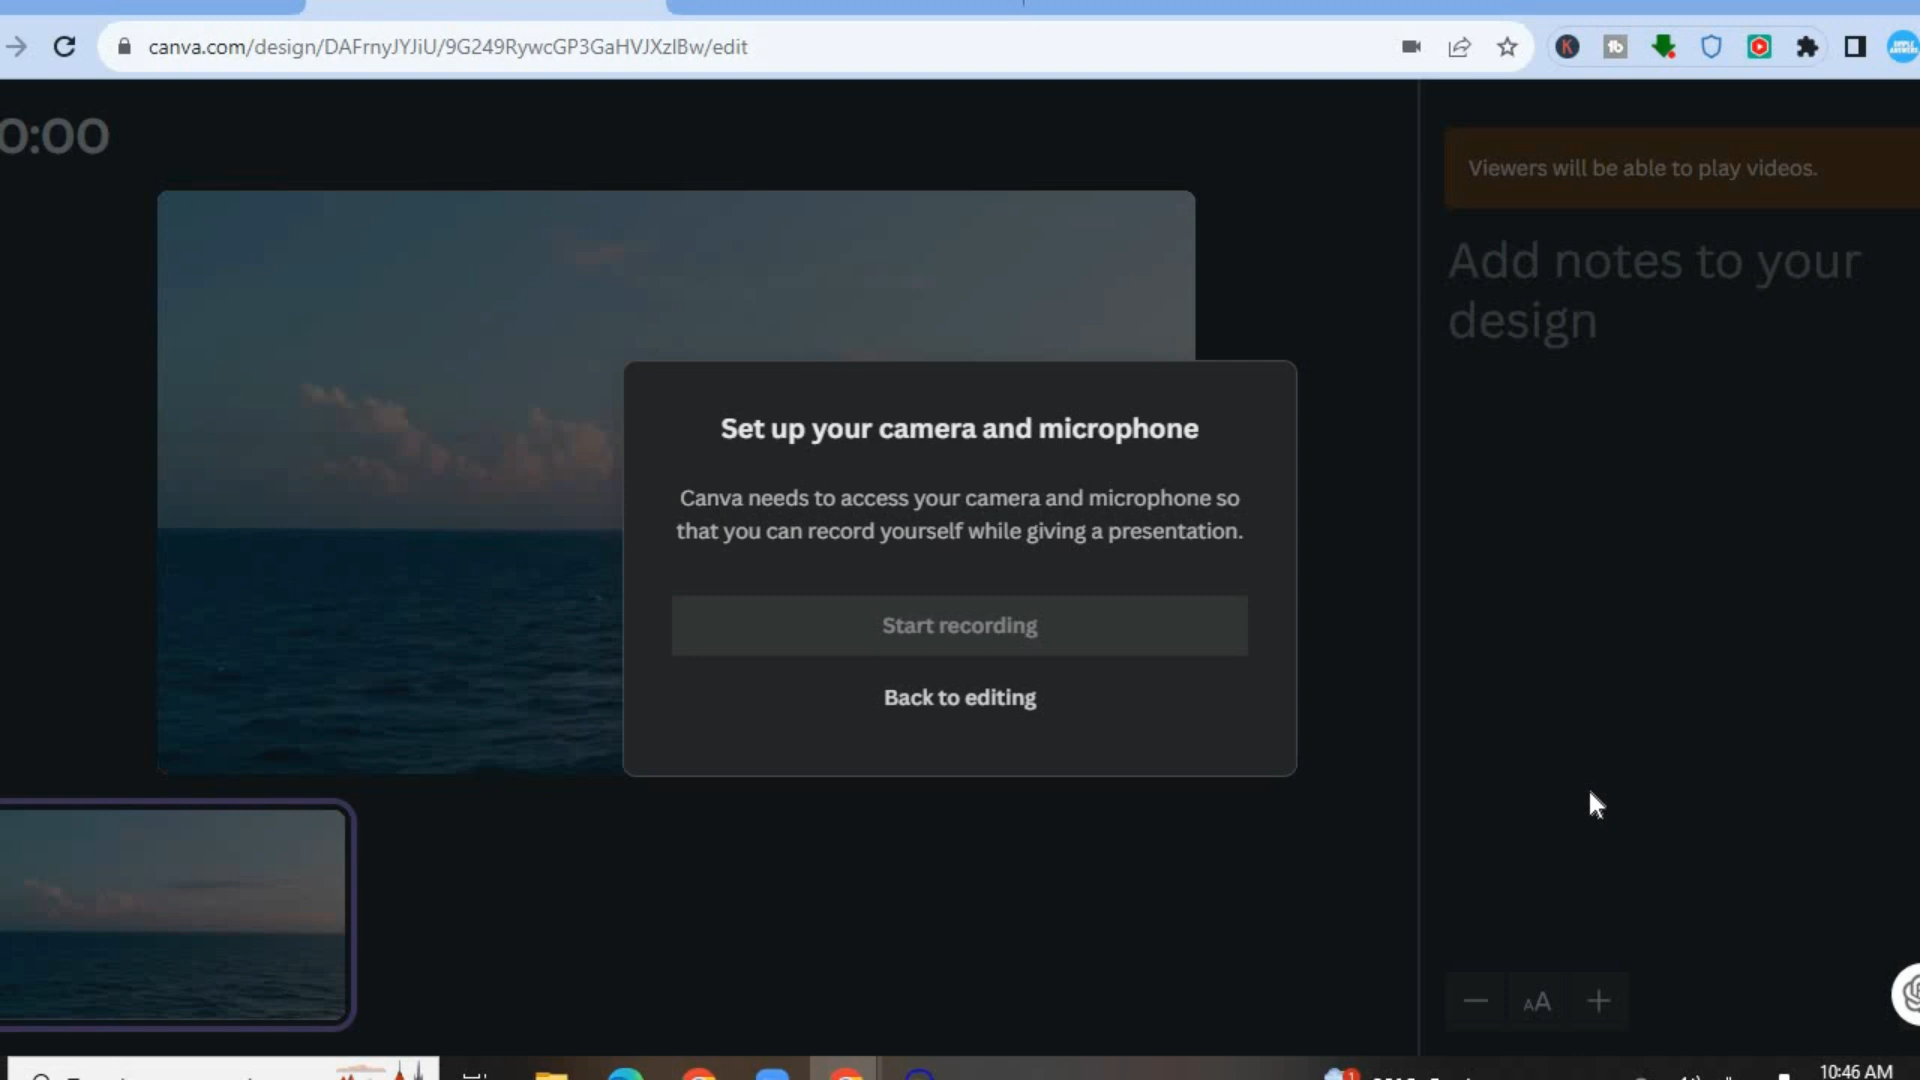 canva.com/design/DAFrnyJYJiU/9G249RywcGP3GaHVJXzIBw/edit
0:00
Viewers will be able to play videos.
Add notes to your
design
Set up your camera and microphone
Canva needs to access your camera and microphone so
that you can record yourself while giving a presentation.
Start recording
Back to editing
AA
10:46 AM